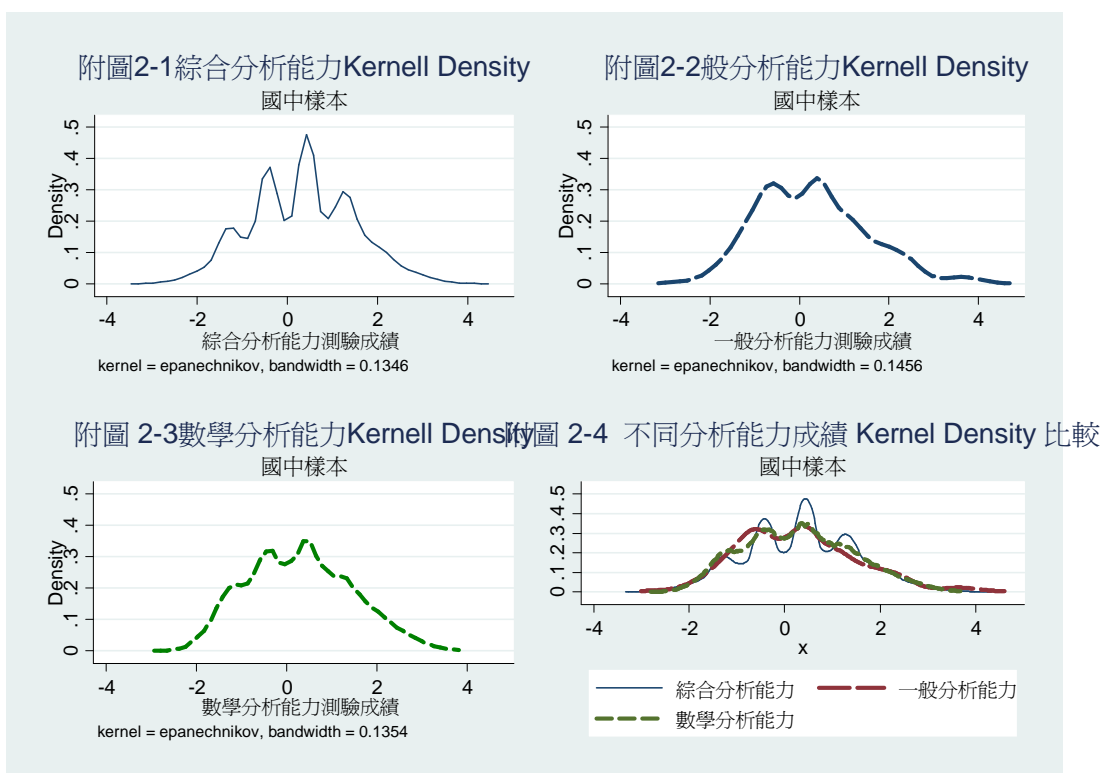 附圖2-1綜合分析能力Kernell Density
國中樣本
Density
0 .1 .2 .3 .4 .5
-4 -2 0 2 4
綜合分析能力測驗成績
kernel = epanechnikov, bandwidth = 0.1346
附圖2-2般分析能力Kernell Density
國中樣本
Density
0 .1 .2 .3 .4 .5
-4 -2 0 2 4
一般分析能力測驗成績
kernel = epanechnikov, bandwidth = 0.1456
附圖 2-3數學分析能力Kernell Density
國中樣本
Density
0 .1 .2 .3 .4 .5
-4 -2 0 2 4
數學分析能力測驗成績
kernel = epanechnikov, bandwidth = 0.1354
附圖 2-4 不同分析能力成績 Kernel Density 比較
國中樣本
0 .1 .2 .3 .4 .5
-4 -2 0 2 4
x
綜合分析能力 一般分析能力
數學分析能力